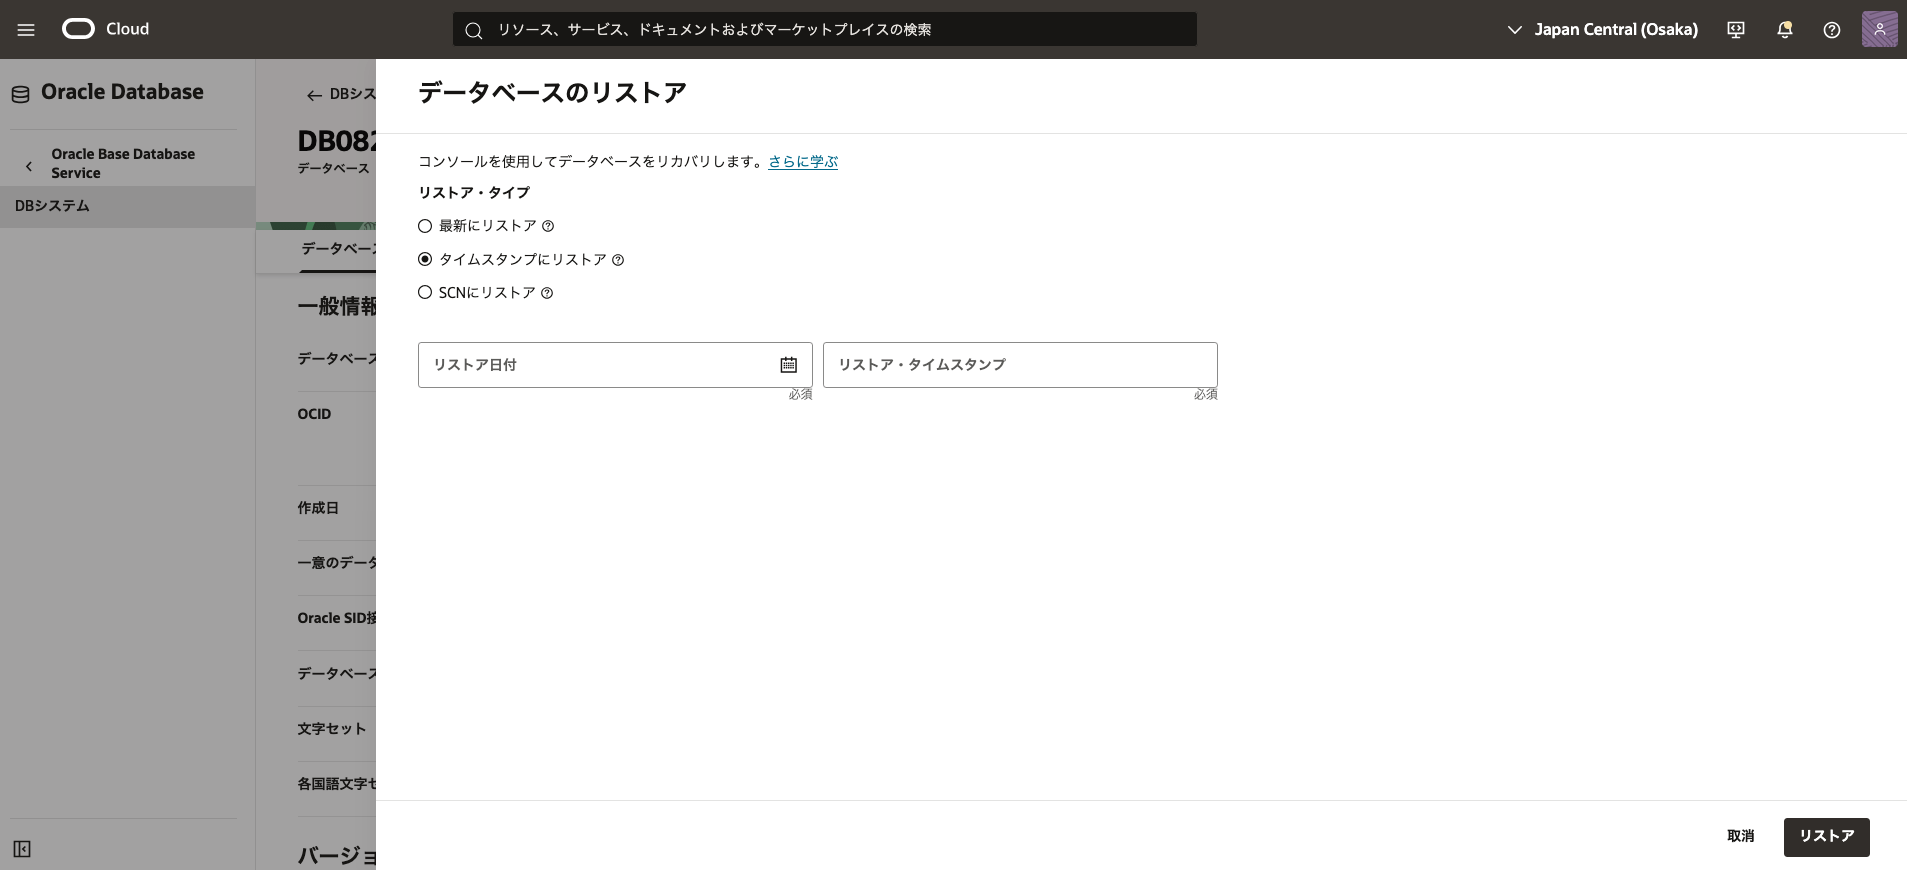 Cloud
リソース、サービス、ドキュメントおよびマーケットプレイスの検索
Japan Central (Osaka)
Oracle Database
Oracle Base Database
Service
DBシステム
DBシス
DB082
データベース
データベース
一般情報
データベース
OCID
作成日
一意のデータ
Oracle SID接
データベース
文字セット
各国語文字セ
バージョ
データベースのリストア
コンソールを使用してデータベースをリカバリします。さらに学ぶ
リストア・タイプ
最新にリストア
タイムスタンプにリストア
SCNにリストア
リストア日付
必須
リストア・タイムスタンプ
必須
取消
リストア